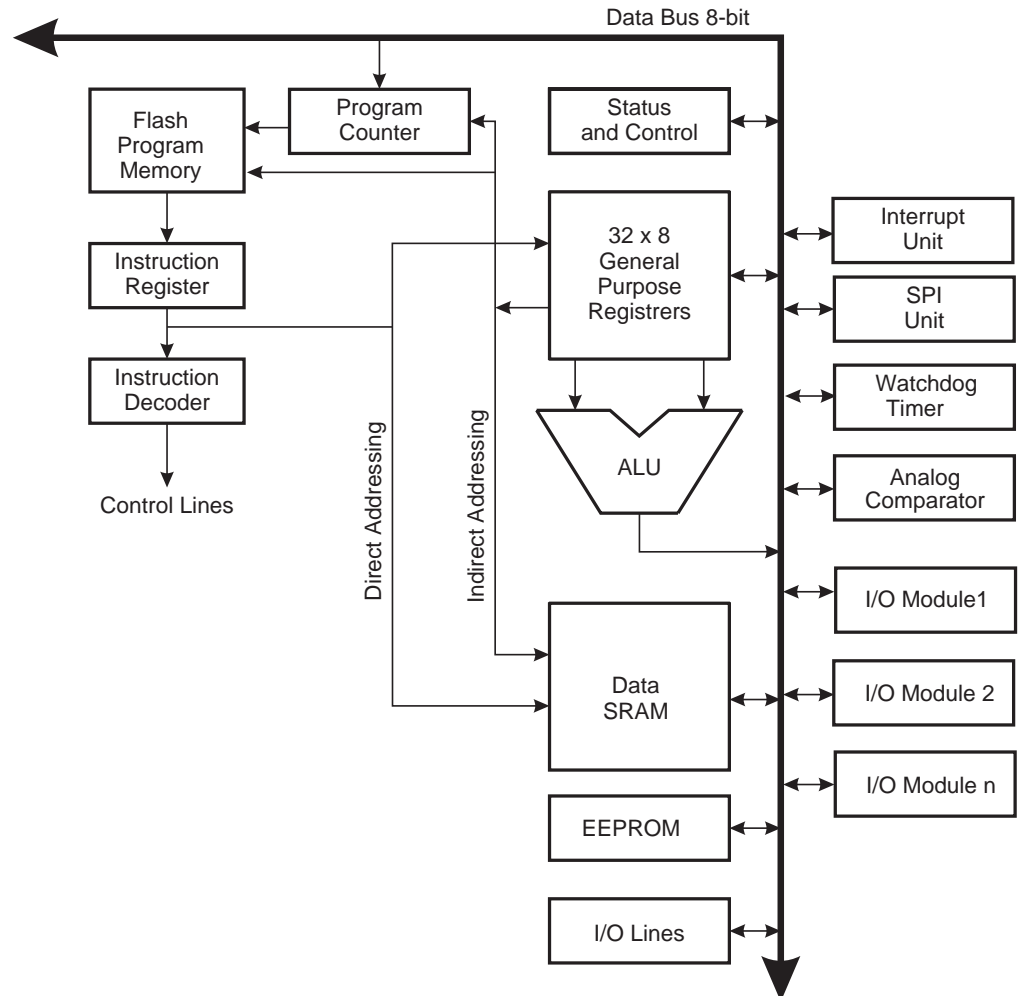 Data Bus 8-bit
Flash
Program
Memory
Program
Counter
Status
and Control
Interrupt
Unit
32 x 8
General
Purpose
Registrers
Instruction
Register
SPI
Unit
Instruction
Decoder
Watchdog
Timer
ALU
Analog
Comparator
Control Lines
Direct Addressing
Indirect Addressing
I/O Module1
Data
SRAM
I/O Module 2
I/O Module n
EEPROM
I/O Lines